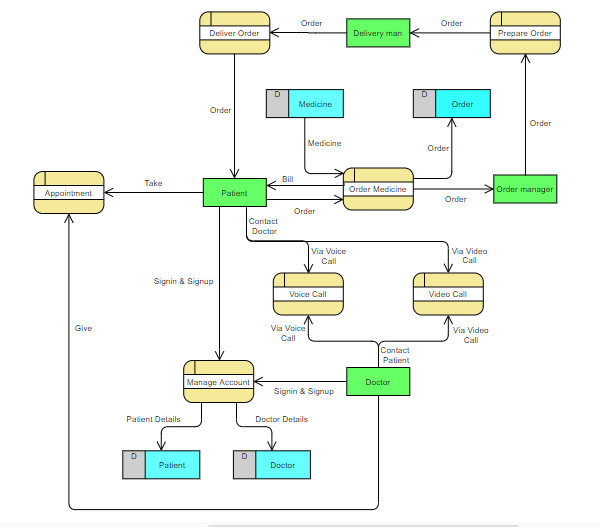 Order
Order
Deliver Order
Delivery man
Prepare Order
D
Medicine
D
Order
Order
Order
Medicine
Order
Take
Bill
Appointment
Patient
Order Medicine
Order manager
Order
Order
Contact
Doctor
Via Voice
Call
Via Video
Call
Signin & Signup
Voice Call
Video Call
Give
Via Voice
Call
Via Video
Call
Contact
Patient
Manage Account
Doctor
Signin & Signup
Patient Details
Doctor Details
D
Patient
D
Doctor